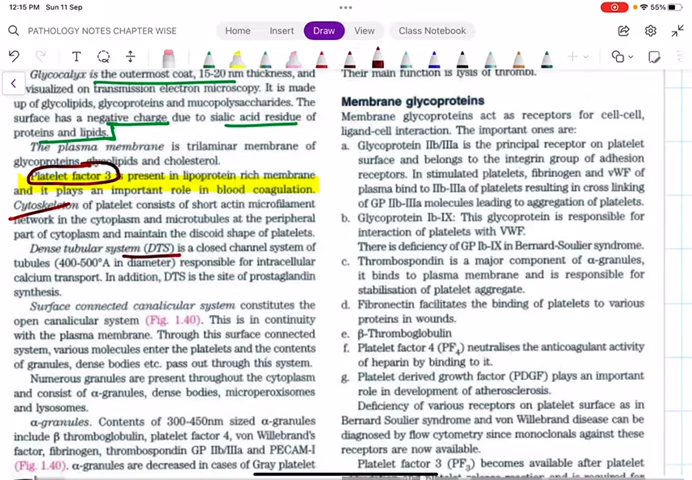 12:15 PM Sun 11 Sep
55%
PATHOLOGY NOTES CHAPTER WISE
Home Insert Draw View Class Notebook
Glycocalyx is the outermost coat, 15-20 nm thickness, and
visualized on transmission electron microscopy. It is made
up of glycolipids, glycoproteins and mucopolysaccharides. The
surface has a negative charge due to sialic acid residue of
proteins and lipids.
The plasma membrane is trilaminar membrane of
glycoproteins, glycolipids and cholesterol.
Platelet factor 3 is present in lipoprotein rich membrane
and it plays an important role in blood coagulation.
Cytoskeleton of platelet consists of short actin microfilament
network in the cytoplasm and microtubules at the peripheral
part of cytoplasm and maintain the discoid shape of platelets.
Dense tubular system (DTS) is a closed channel system of
tubules (400-500°A in diameter) responsible for intracellular
calcium transport. In addition, DTS is the site of prostaglandin
synthesis.
Surface connected canalicular system constitutes the
open canalicular system (Fig. 1.40). This is in continuity
with the plasma membrane. Through this surface connected
system, various molecules enter the platelets and the contents
of granules, dense bodies etc. pass out through this system.
Numerous granules are present throughout the cytoplasm
and consist of α-granules, dense bodies, microperoxisomes
and lysosomes.
α-granules. Contents of 300-450nm sized α-granules
include β thromboglobulin, platelet factor 4, von Willebrand's
factor, fibrinogen, thrombospondin GP IIb/IIIa and PECAM-I
(Fig. 1.40). α-granules are decreased in cases of Gray platelet
Their main function is lysis of thrombi.
Membrane glycoproteins
Membrane glycoproteins act as receptors for cell-cell,
ligand-cell interaction. The important ones are:
a. Glycoprotein IIb/IIIa is the principal receptor on platelet
surface and belongs to the integrin group of adhesion
receptors. In stimulated platelets, fibrinogen and vWF of
plasma bind to IIb-IIIa of platelets resulting in cross linking
of GP IIb-IIIa molecules leading to aggregation of platelets.
b. Glycoprotein Ib-IX: This glycoprotein is responsible for
interaction of platelets with VWF.
There is deficiency of GP Ib-IX in Bernard-Soulier syndrome.
c. Thrombospondin is a major component of α-granules,
it binds to plasma membrane and is responsible for
stabilisation of platelet aggregate.
d. Fibronectin facilitates the binding of platelets to various
proteins in wounds.
e. β-Thromboglobulin
f. Platelet factor 4 (PF4) neutralises the anticoagulant activity
of heparin by binding to it.
g. Platelet derived growth factor (PDGF) plays an important
role in development of atherosclerosis.
Deficiency of various receptors on platelet surface as in
Bernard Soulier syndrome and von Willebrand disease can be
diagnosed by flow cytometry since monoclonals against these
receptors are now available.
Platelet factor 3 (PF3) becomes available after platelet